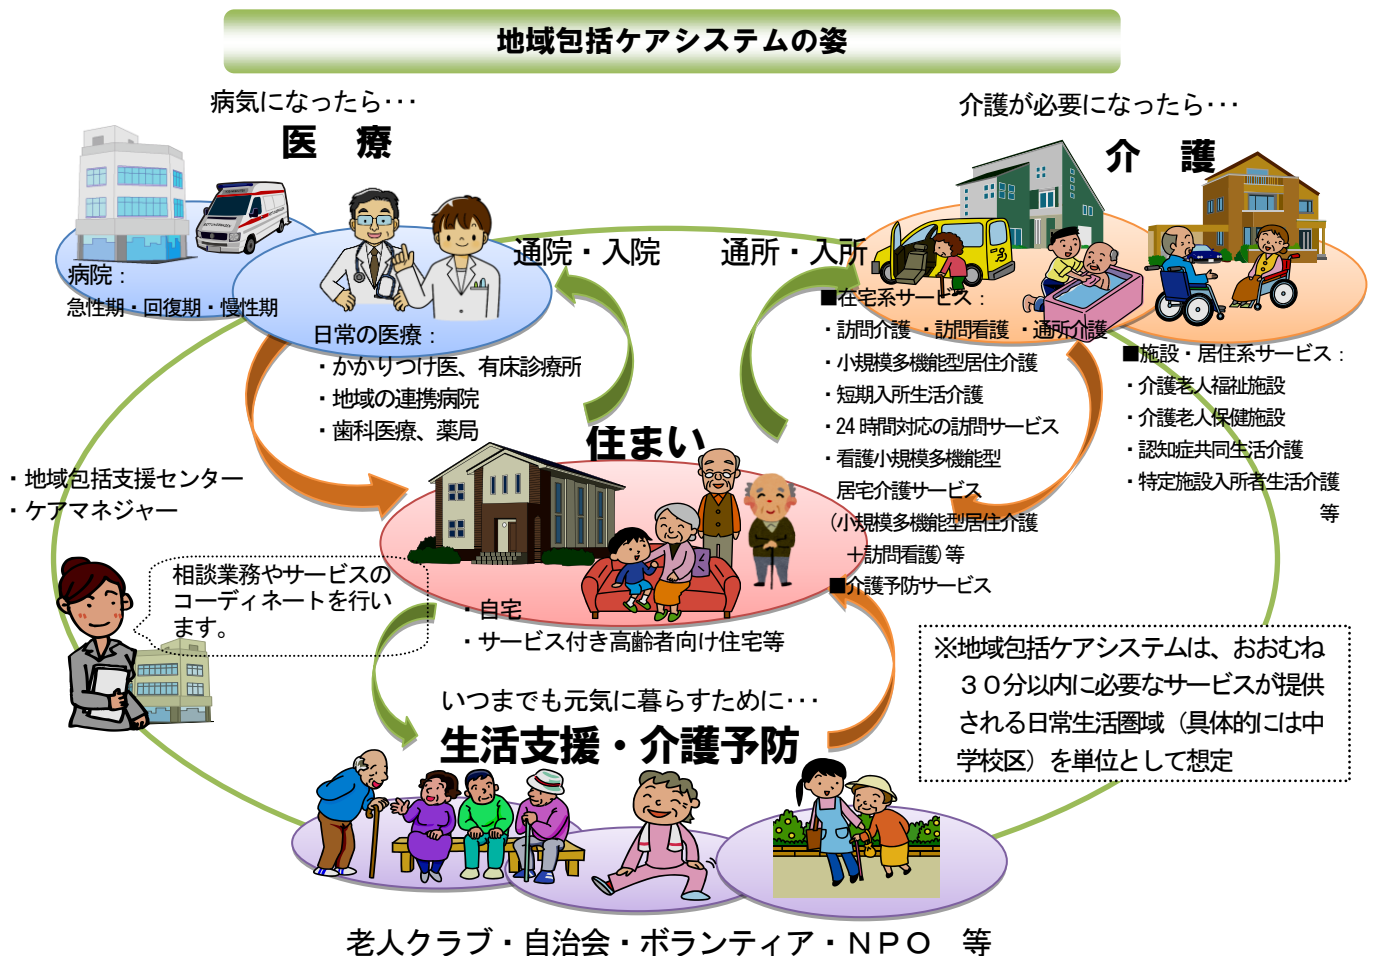 地域包括ケアシステムの姿
病気になったら･･･
医　療
病院：
急性期・回復期・慢性期
日常の医療：
・かかりつけ医、有床診療所
・地域の連携病院
・歯科医療、薬局
通院・入院
通所・入所
介護が必要になったら･･･
介　護
■在宅系サービス：
・訪問介護 ・訪問看護 ・通所介護
・小規模多機能型居住介護
・短期入所生活介護
・24 時間対応の訪問サービス
・看護小規模多機能型
居宅介護サービス
（小規模多機能型居住介護
＋訪問看護）等
■介護予防サービス
■施設・居住系サービス：
・介護老人福祉施設
・介護老人保健施設
・認知症共同生活介護
・特定施設入所者生活介護
等
住まい
・自宅
・サービス付き高齢者向け住宅等
・地域包括支援センター
・ケアマネジャー
相談業務やサービスの
コーディネートを行い
ます。
いつまでも元気に暮らすために･･･
生活支援・介護予防
※地域包括ケアシステムは、おおむね
３０分以内に必要なサービスが提供
される日常生活圏域（具体的には中
学校区）を単位として想定
老人クラブ・自治会・ボランティア・ＮＰＯ　等